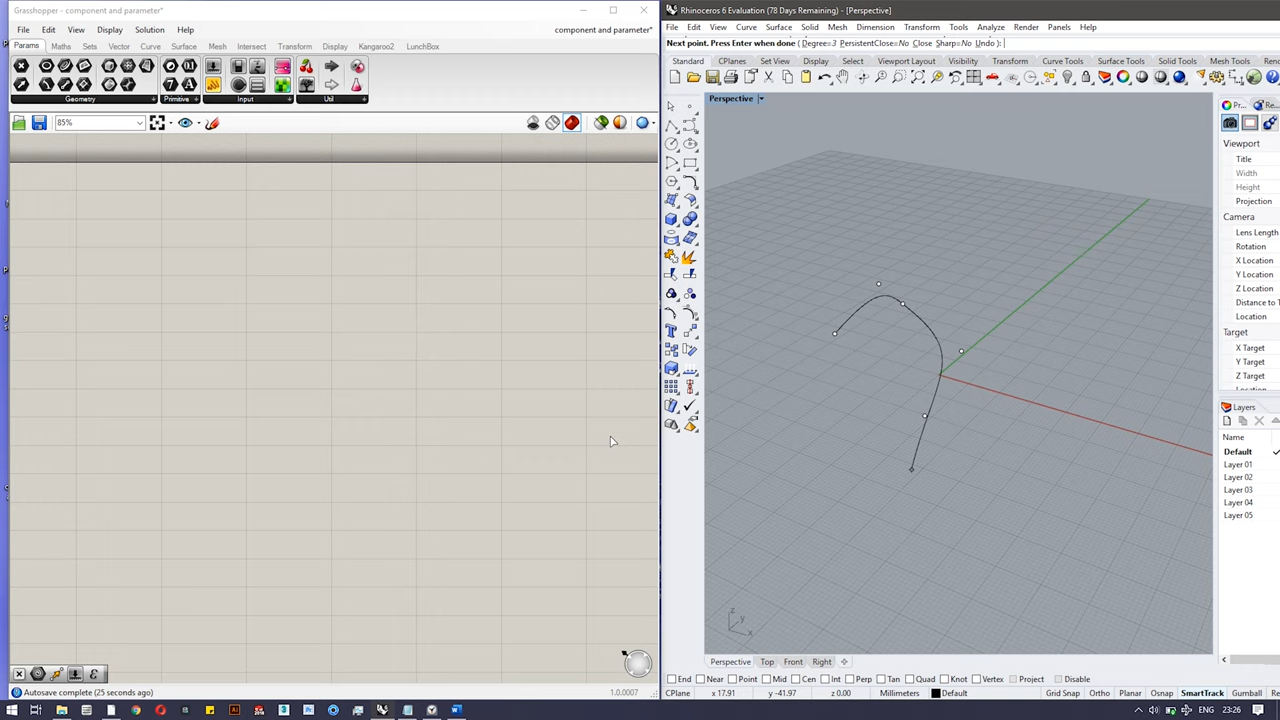 Grasshopper - component and parameter*
File Edit View Display Solution Help
component and parameter*
Params Maths Sets Vector Curve Surface Mesh Intersect Transform Display Kangaroo2 LunchBox
Geometry Primitive Input Util
85%
Autosave complete (25 seconds ago)
1.0.0007
Rhinoceros 6 Evaluation (78 Days Remaining) - [Perspective]
File Edit View Curve Surface Solid Mesh Dimension Transform Tools Analyze Render Panels Help
Next point. Press Enter when done ( Degree=3 PersistentClose=No Close Sharp=No Undo ):
Standard CPlanes Set View Display Select Viewport Layout Visibility Transform Curve Tools Surface Tools Solid Tools Mesh Tools
Perspective
z
y
x
Pr...
Re...
Viewport
Title
Width
Height
Projection
Camera
Lens Length
Rotation
X Location
Y Location
Z Location
Distance to T
Location
Target
X Target
Y Target
Z Target
Layers
Name
Default
Layer 01
Layer 02
Layer 03
Layer 04
Layer 05
Perspective Top Front Right
End Near Point Mid Cen Int Perp Tan Quad Knot Vertex Project Disable
CPlane x 17.91 y -41.97 z 0.00 Millimeters Default Grid Snap Ortho Planar Osnap SmartTrack Gumball
ENG 23:26